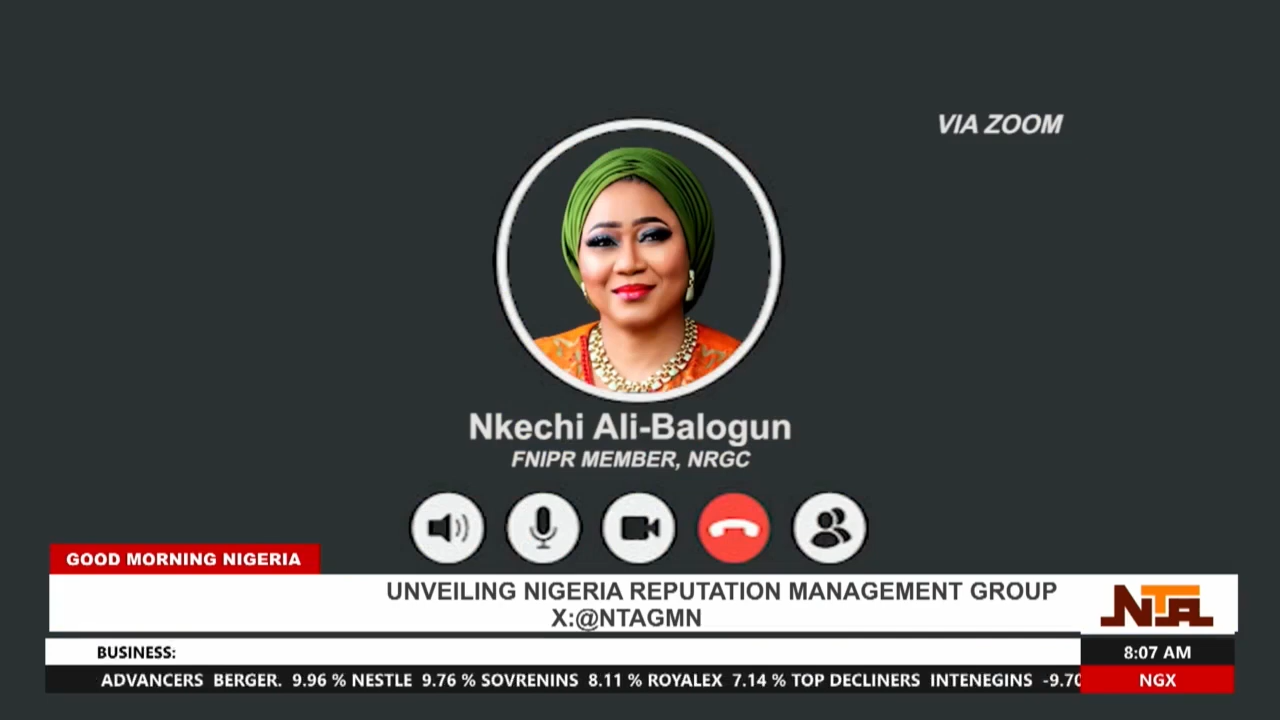 VIA ZOOM
Nkechi Ali-Balogun
FNIPR MEMBER, NRGC
GOOD MORNING NIGERIA
UNVEILING NIGERIA REPUTATION MANAGEMENT GROUP
X:@NTAGMN
NTA
BUSINESS:
8:07 AM
ADVANCERS BERGER. 9.96 % NESTLE 9.76 % SOVRENINS 8.11 % ROYALEX 7.14 % TOP DECLINERS INTENEGINS -9.70
NGX